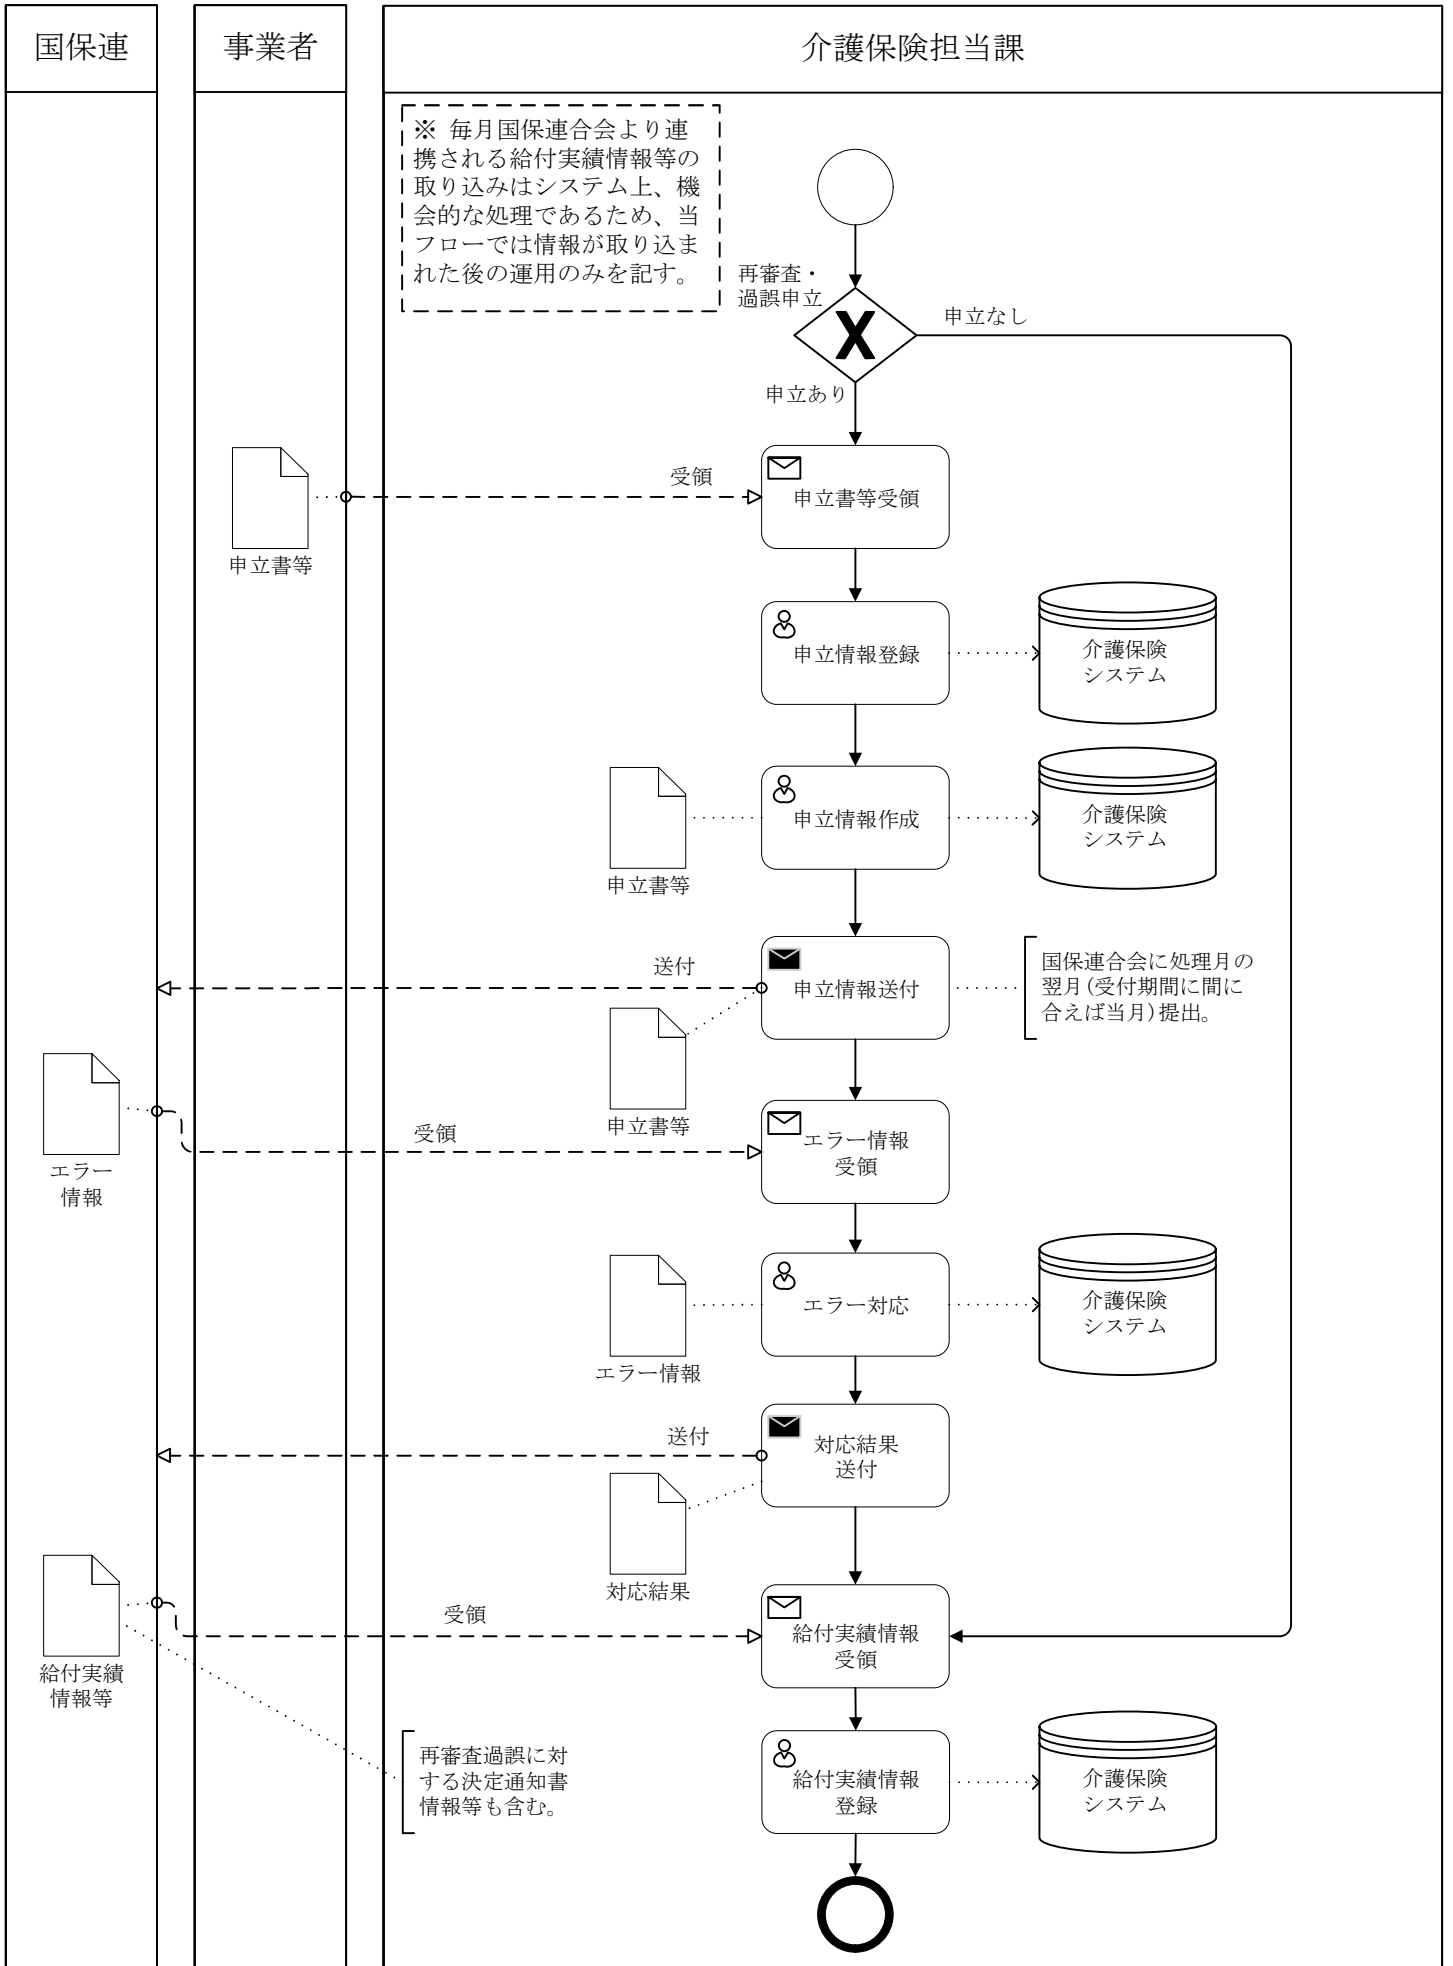 国保連
事業者
介護保険担当課
※ 毎月国保連合会より連
携される給付実績情報等の
取り込みはシステム上、機
会的な処理であるため、当
フローでは情報が取り込ま
れた後の運用のみを記す。
再審査・
過誤申立
申立なし
申立あり
受領
申立書等受領
申立書等
申立情報登録
介護保険
システム
申立情報作成
介護保険
システム
申立書等
送付
申立情報送付
国保連合会に処理月の
翌月(受付期間に間に
合えば当月)提出。
申立書等
受領
エラー情報
受領
エラー
情報
エラー対応
介護保険
システム
エラー情報
送付
対応結果
送付
対応結果
受領
給付実績情報
受領
給付実績
情報等
再審査過誤に対
する決定通知書
情報等も含む。
給付実績情報
登録
介護保険
システム